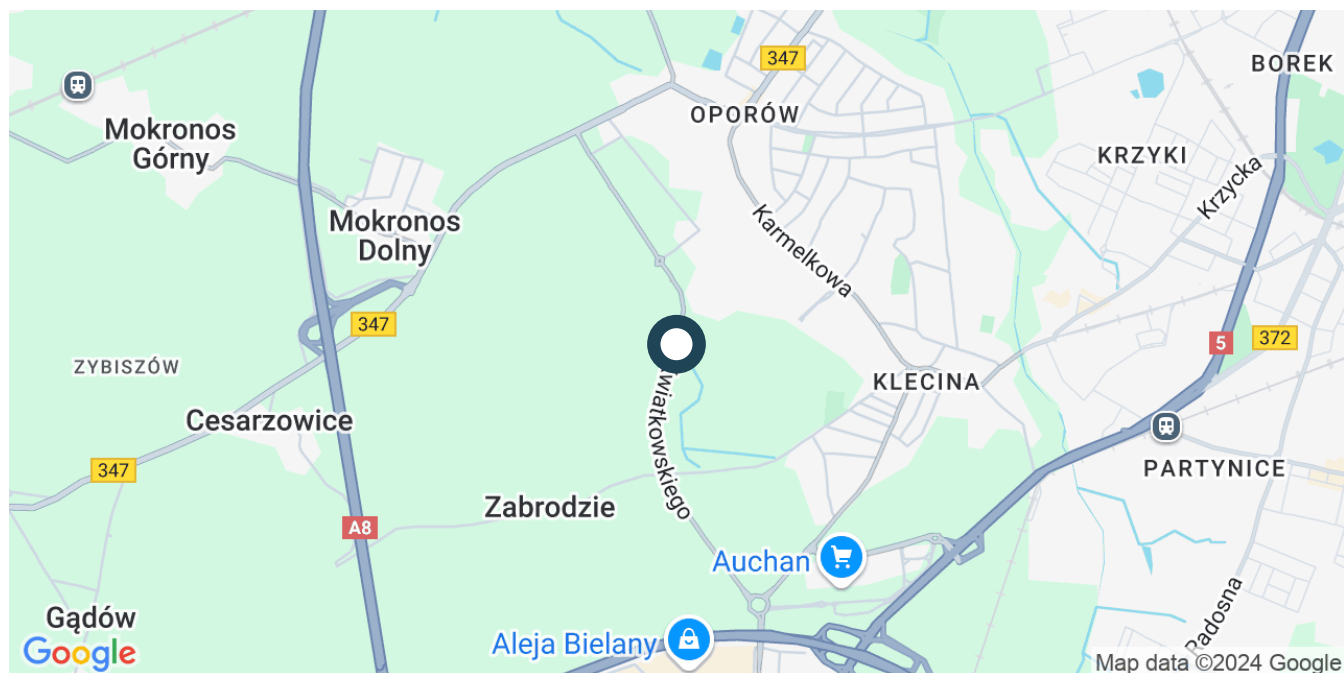 347
BOREK
OPORÓW
Mokronos
Górny
KRZYKI
Krzycka
Mokronos
Dolny
Karmelkowa
347
5
372
ZYBISZÓW
KLECINA
Cesarzowice
wiatkowskiego
347
PARTYNICE
Zabrodzie
A8
Auchan
Radosna
Gądów
Aleja Bielany
Google
Map data ©2024 Google